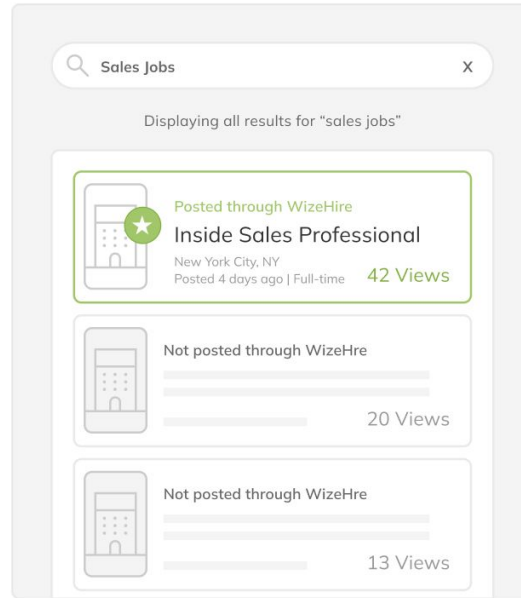 Sales Jobs X
Displaying all results for “sales jobs”
Posted through WizeHire
Inside Sales Professional
New York City, NY
Posted 4 days ago | Full-time 42 Views
Not posted through WizeHre
20 Views
Not posted through WizeHre
13 Views